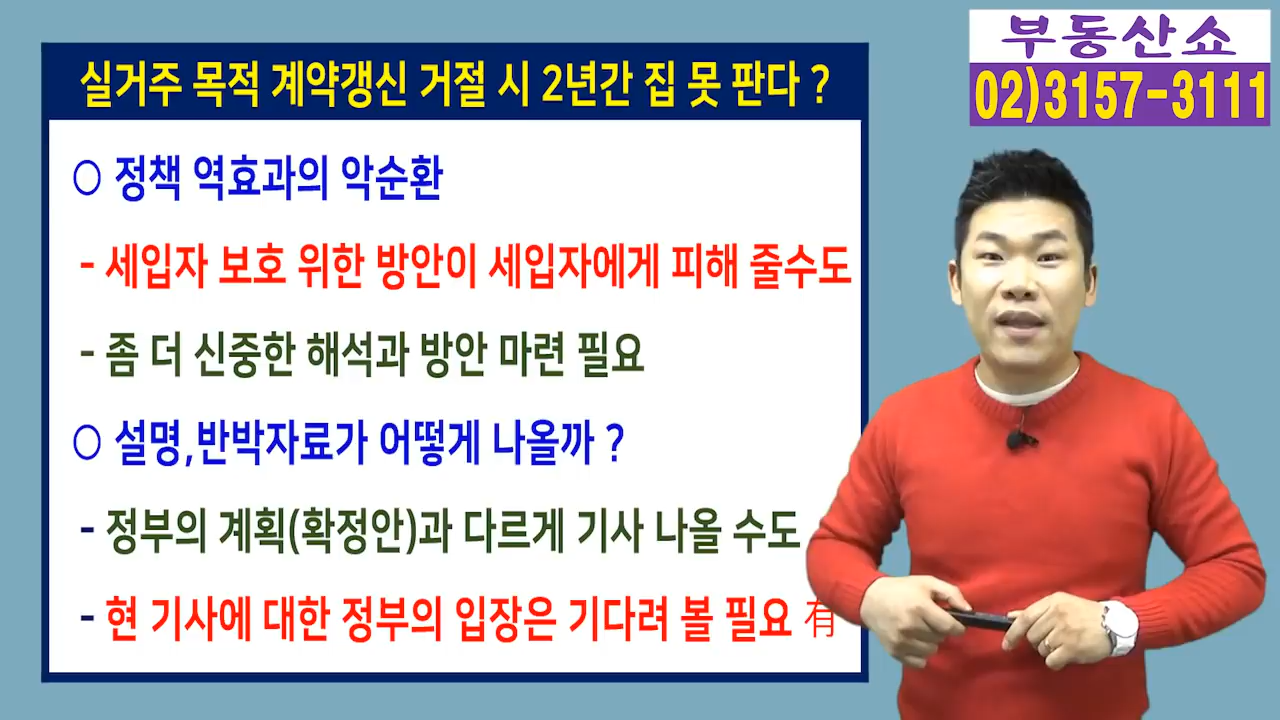 부동산쇼
02)3157-3111
실거주 목적 계약갱신 거절 시 2년간 집 못 판다 ?
○ 정책 역효과의 악순환
- 세입자 보호 위한 방안이 세입자에게 피해 줄수도
- 좀 더 신중한 해석과 방안 마련 필요
○ 설명,반박자료가 어떻게 나올까 ?
- 정부의 계획(확정안)과 다르게 기사 나올 수도
- 현 기사에 대한 정부의 입장은 기다려 볼 필요 有